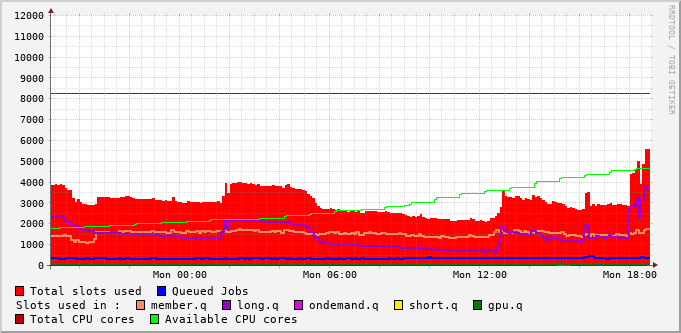 12000
11000
10000
9000
8000
7000
6000
5000
4000
3000
2000
1000
0
Mon 00:00 Mon 06:00 Mon 12:00 Mon 18:00
RRDTOOL / TOBI OETIKER
Total slots used Queued Jobs
Slots used in : member.q long.q ondemand.q short.q gpu.q
Total CPU cores Available CPU cores